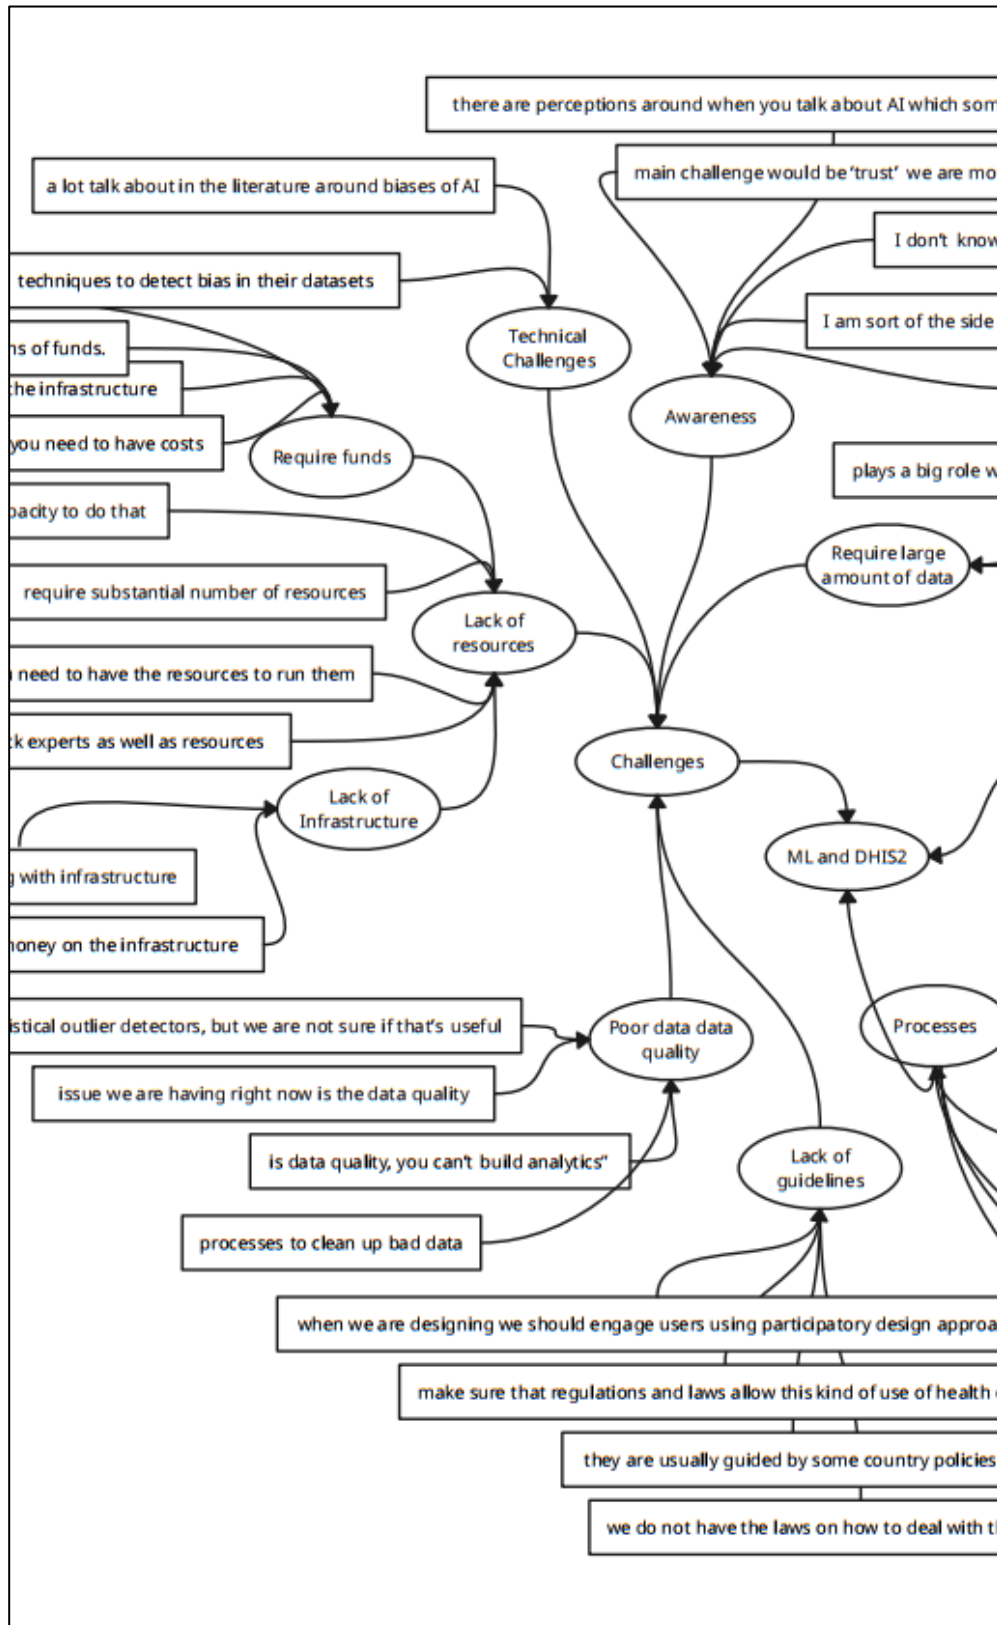 there are perceptions around when you talk about AI which som
main challenge would be ‘trust’ we are mo
a lot talk about in the literature around biases of AI
I don’t know
techniques to detect bias in their datasets
I am sort of the side
ns of funds.
Technical
Challenges
the infrastructure
Awareness
you need to have costs
Require funds
plays a big role w
pacity to do that
Require large
amount of data
require substantial number of resources
Lack of
resources
need to have the resources to run them
ck experts as well as resources
Challenges
Lack of
Infrastructure
ML and DHIS2
g with infrastructure
noney on the infrastructure
istical outlier detectors, but we are not sure if that’s useful
Poor data data
quality
Processes
issue we are having right now is the data quality
is data quality, you can’t build analytics”
Lack of
guidelines
processes to clean up bad data
when we are designing we should engage users using participatory design approa
make sure that regulations and laws allow this kind of use of health
they are usually guided by some country policies
we do not have the laws on how to deal with th